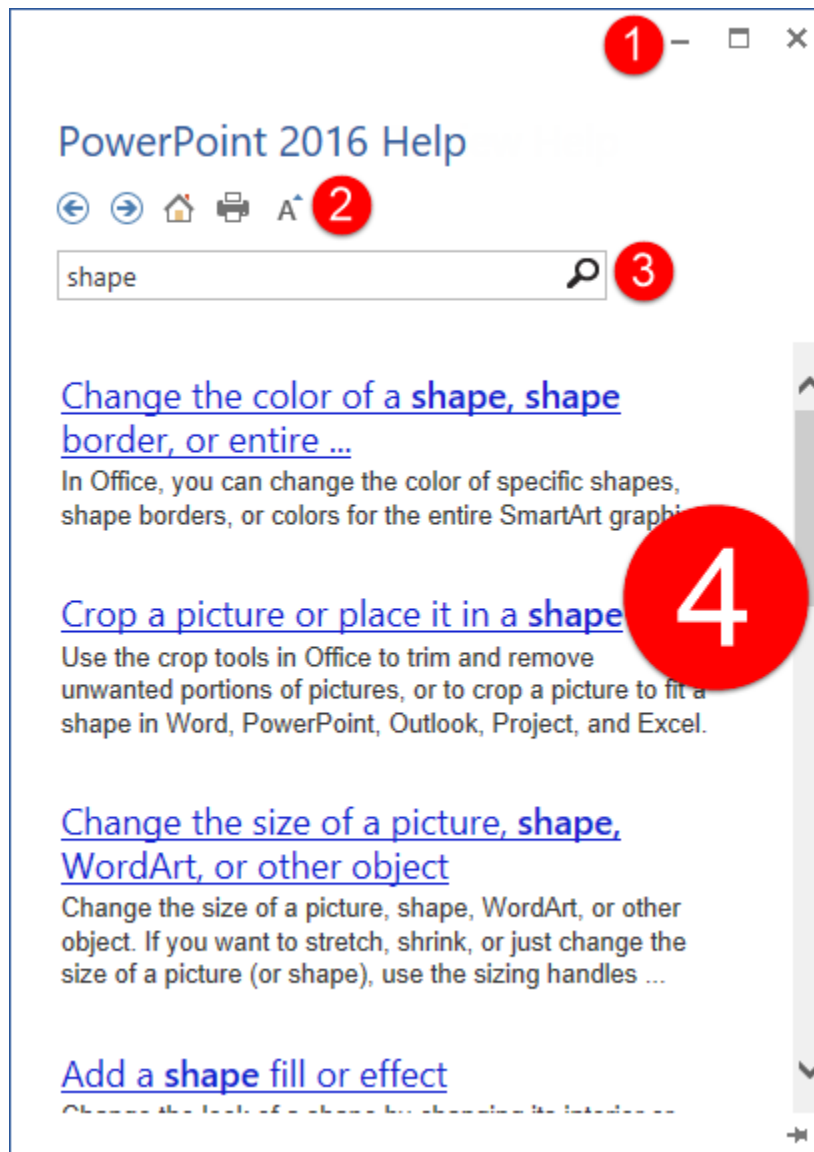 1
PowerPoint 2016 Help
A 2
shape 3
Change the color of a shape, shape
border, or entire ...
In Office, you can change the color of specific shapes,
shape borders, or colors for the entire SmartArt
4
Crop a picture or place it in a shape
Use the crop tools in Office to trim and remove
unwanted portions of pictures, or to crop a picture to fit a
shape in Word, PowerPoint, Outlook, Project, and Excel.
Change the size of a picture, shape,
WordArt, or other object
Change the size of a picture, shape, WordArt, or other
object. If you want to stretch, shrink, or just change the
size of a picture (or shape), use the sizing handles ...
Add a shape fill or effect